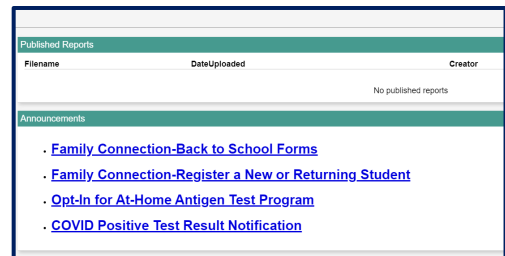 Published Reports
Filename DateUploaded Creator
No published reports
Announcements
• Family Connection-Back to School Forms
• Family Connection-Register a New or Returning Student
• Opt-In for At-Home Antigen Test Program
• COVID Positive Test Result Notification